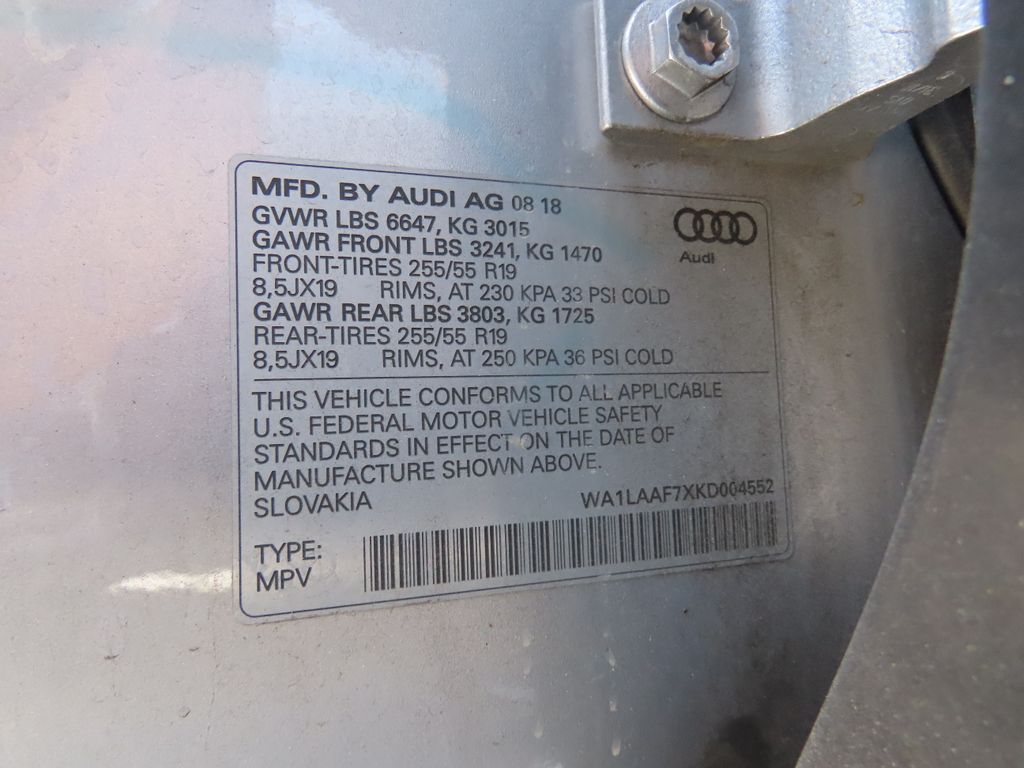 MFD. BY AUDI AG 08 18
GVWR LBS 6647, KG 3015
GAWR FRONT LBS 3241, KG 1470
FRONT-TIRES 255/55 R19
8,5JX19 RIMS, AT 230 KPA 33 PSI COLD
GAWR REAR LBS 3803, KG 1725
REAR-TIRES 255/55 R19
8,5JX19 RIMS, AT 250 KPA 36 PSI COLD
Audi
THIS VEHICLE CONFORMS TO ALL APPLICABLE
U.S. FEDERAL MOTOR VEHICLE SAFETY
STANDARDS IN EFFECT ON THE DATE OF
MANUFACTURE SHOWN ABOVE.
SLOVAKIA WA1LAAF7XKD004552
TYPE:
MPV